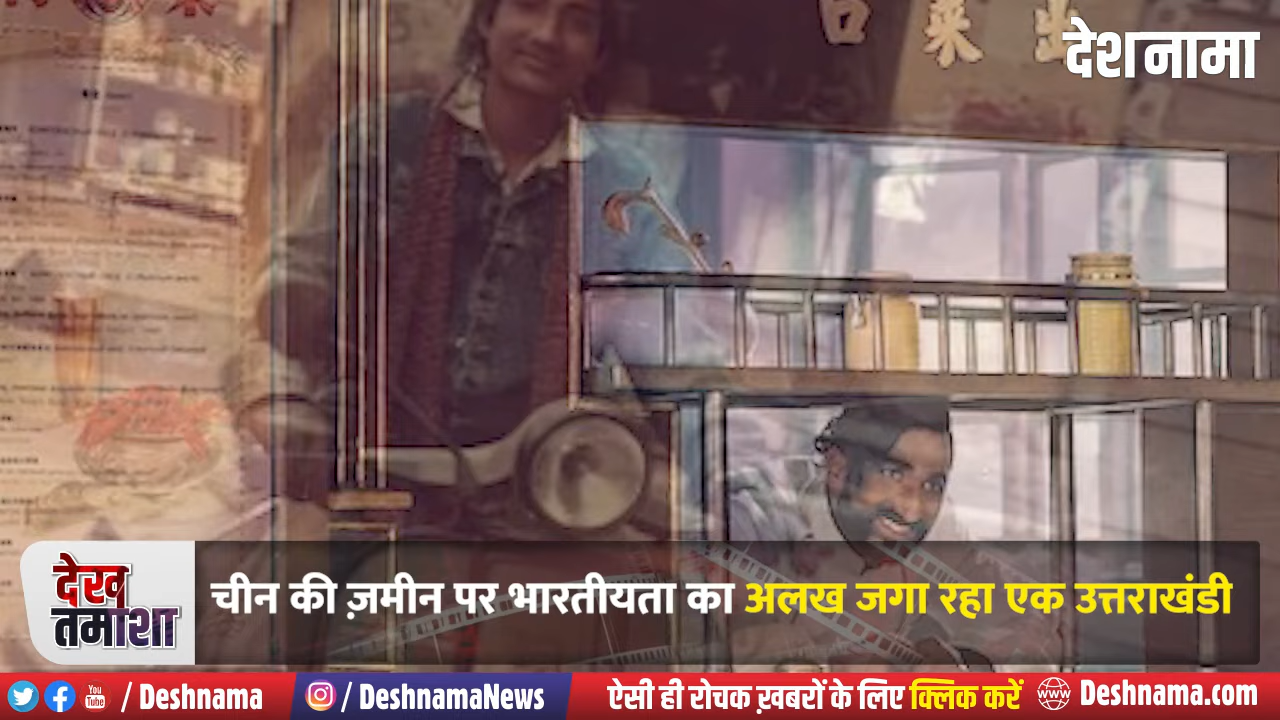 देशनामा
देख
तमाशा
चीन की ज़मीन पर भारतीयता का अलख जगा रहा एक उत्तराखंडी
/ Deshnama
/ DeshnamaNews
ऐसी ही रोचक ख़बरों के लिए क्लिक करें
Deshnama.com